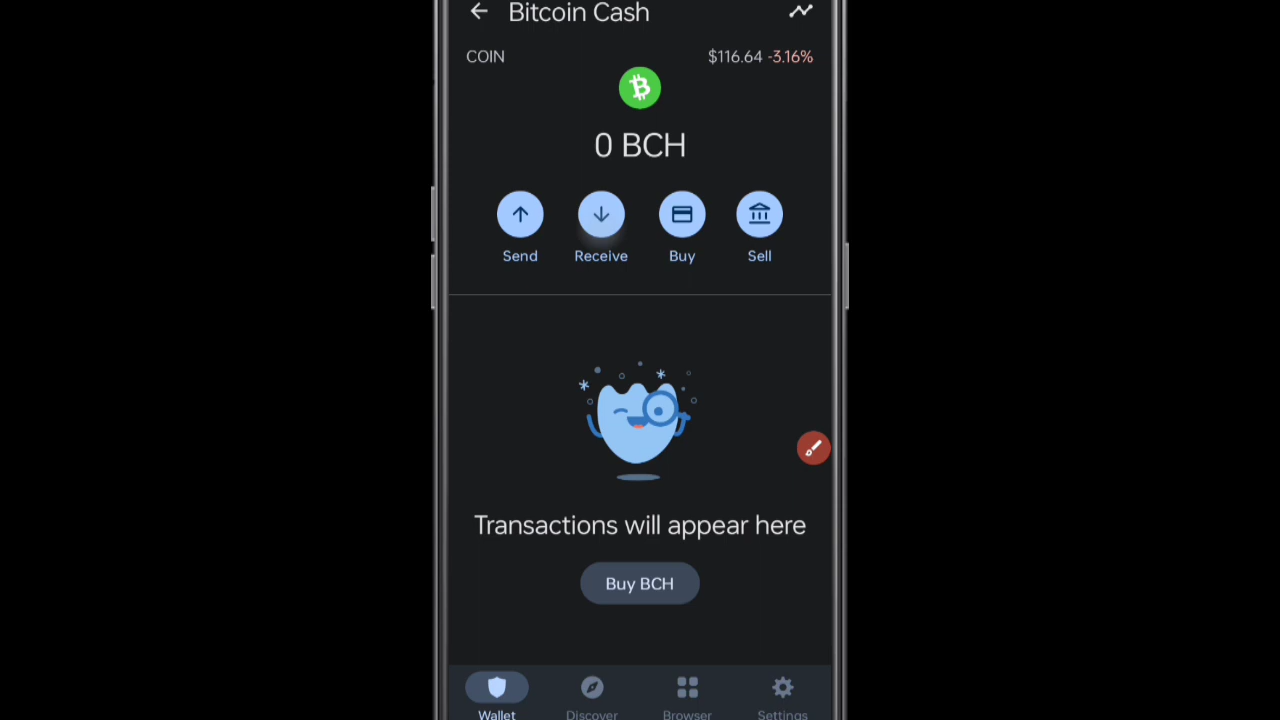 Bitcoin Cash
COIN
$116.64 -3.16%
0 BCH
Send
Receive
Buy
Sell
Transactions will appear here
Buy BCH
Wallet
Discover
Browser
Settings